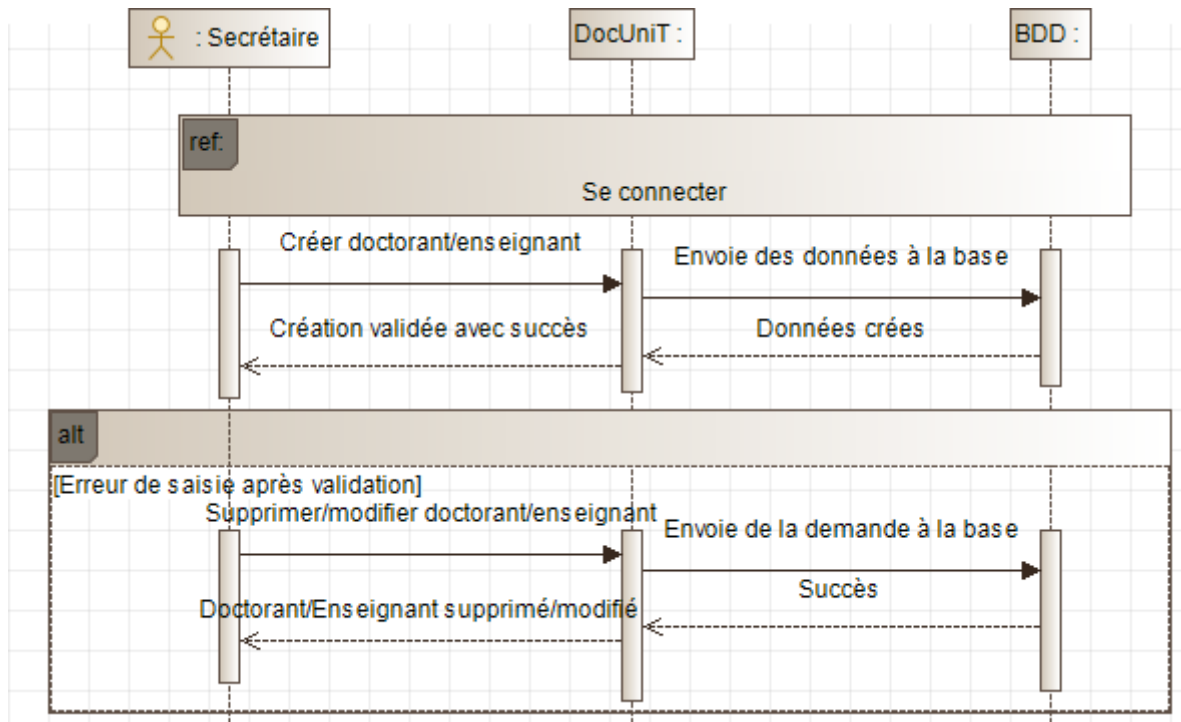 : Secrétaire
DocUniT :
BDD :
ref:
Se connecter
Créer doctorant/enseignant
Envoie des données à la base
Création validée avec succès
Données crées
alt
[Erreur de saisie après validation]
Supprimer/modifier doctorant/enseignant
Envoie de la demande à la base
Succès
Doctorant/Enseignant supprimé/modifié